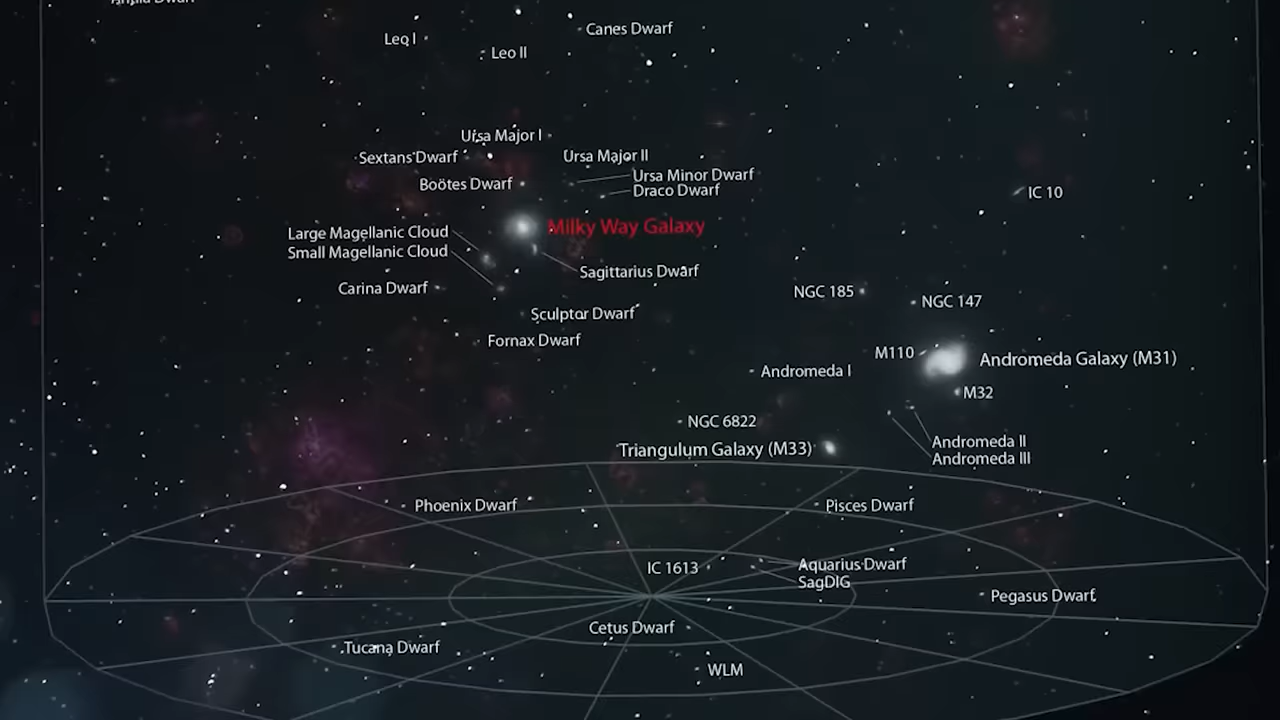 Canes Dwarf
Leo I
Leo II
Ursa Major I
Sextans Dwarf
Ursa Major II
Ursa Minor Dwarf
Boötes Dwarf
Draco Dwarf
IC 10
Milky Way Galaxy
Large Magellanic Cloud
Small Magellanic Cloud
Sagittarius Dwarf
Carina Dwarf
NGC 185
NGC 147
Sculptor Dwarf
Fornax Dwarf
M110
Andromeda Galaxy (M31)
Andromeda I
M32
NGC 6822
Andromeda II
Triangulum Galaxy (M33)
Andromeda III
Phoenix Dwarf
Pisces Dwarf
IC 1613
Aquarius Dwarf
SagDIG
Pegasus Dwarf
Cetus Dwarf
Tucana Dwarf
WLM